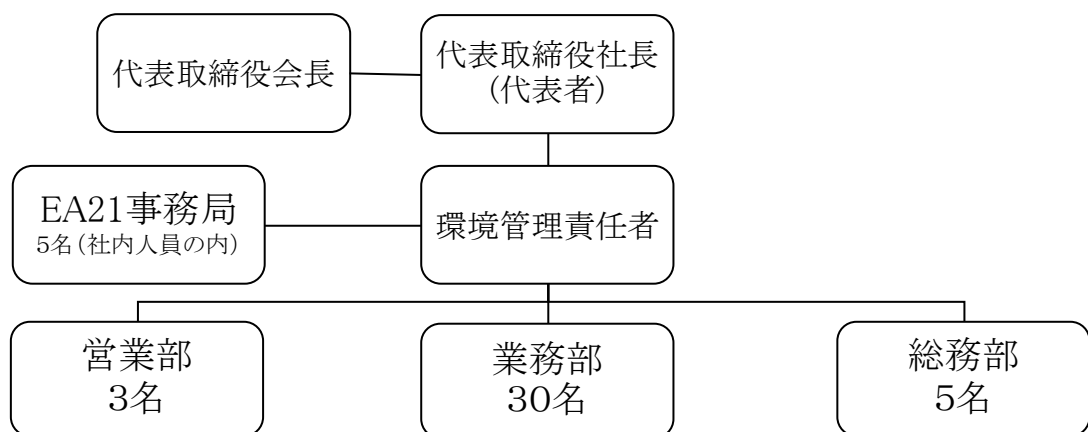 代表取締役会長
代表取締役社長
(代表者)
EA21事務局
5名(社内人員の内)
環境管理責任者
営業部
3名
業務部
30名
総務部
5名